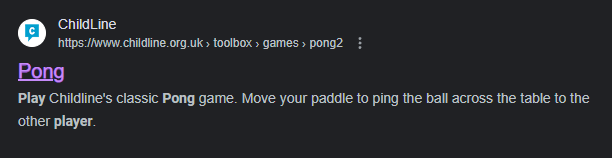 ChildLine
https://www.childline.org.uk › toolbox › games › pong2
Pong
Play Childline's classic Pong game. Move your paddle to ping the ball across the table to the
other player.